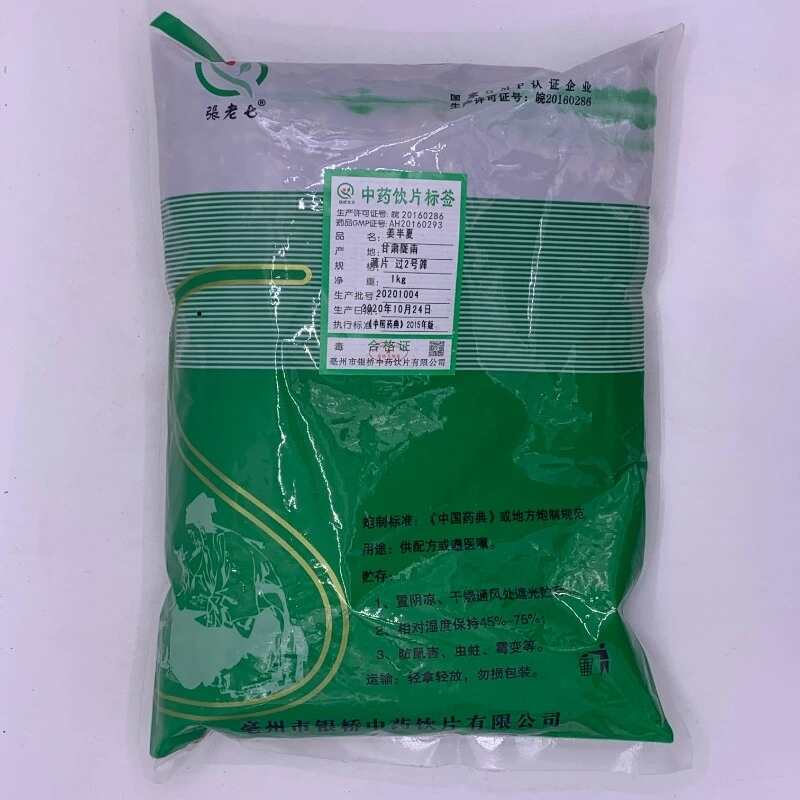 張老七®
国家GMP认证企业
生产许可证号：皖20160286
中药饮片标签
生产许可证号：皖 20160286
药品GMP证号：AH20160293
品 名：姜半夏
产 地：甘肃陇南
规 格：薄片 过2号筛
净 重：1kg
生产批号：20201004
生产日期：2020年10月24日
执行标准：《中国药典》2015年版
毒 合格证
亳州市银桥中药饮片有限公司
炮制标准：《中国药典》或地方炮制规范
用途：供配方或遵医嘱。
贮存：
1、置阴凉、干燥通风处遮光贮存
2、相对湿度保持45%-75%；
3、防鼠害、虫蛀、霉变等。
运输：轻拿轻放，勿损包装。
亳州市银桥中药饮片有限公司